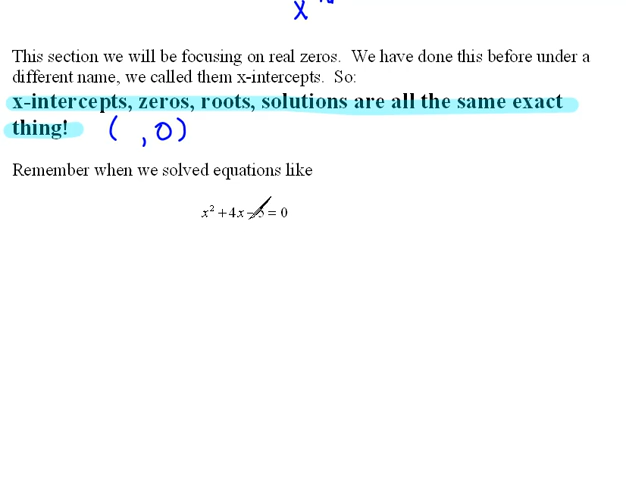 x
This section we will be focusing on real zeros. We have done this before under a
different name, we called them x-intercepts. So:
x-intercepts, zeros, roots, solutions are all the same exact
thing! ( , 0)
Remember when we solved equations like
x² + 4x − = 0